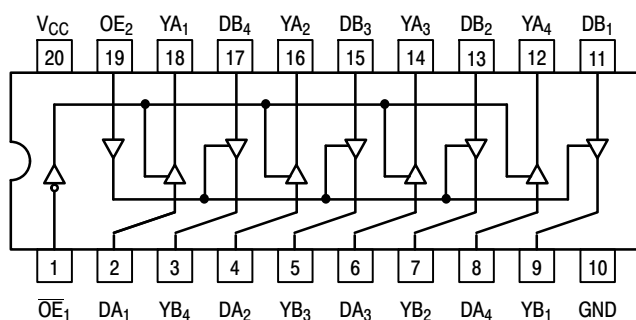 V_CC OE₂ YA₁ DB₄ YA₂ DB₃ YA₃ DB₂ YA₄ DB₁
20 19 18 17 16 15 14 13 12 11
1 2 3 4 5 6 7 8 9 10
O̅E̅₁ DA₁ YB₄ DA₂ YB₃ DA₃ YB₂ DA₄ YB₁ GND